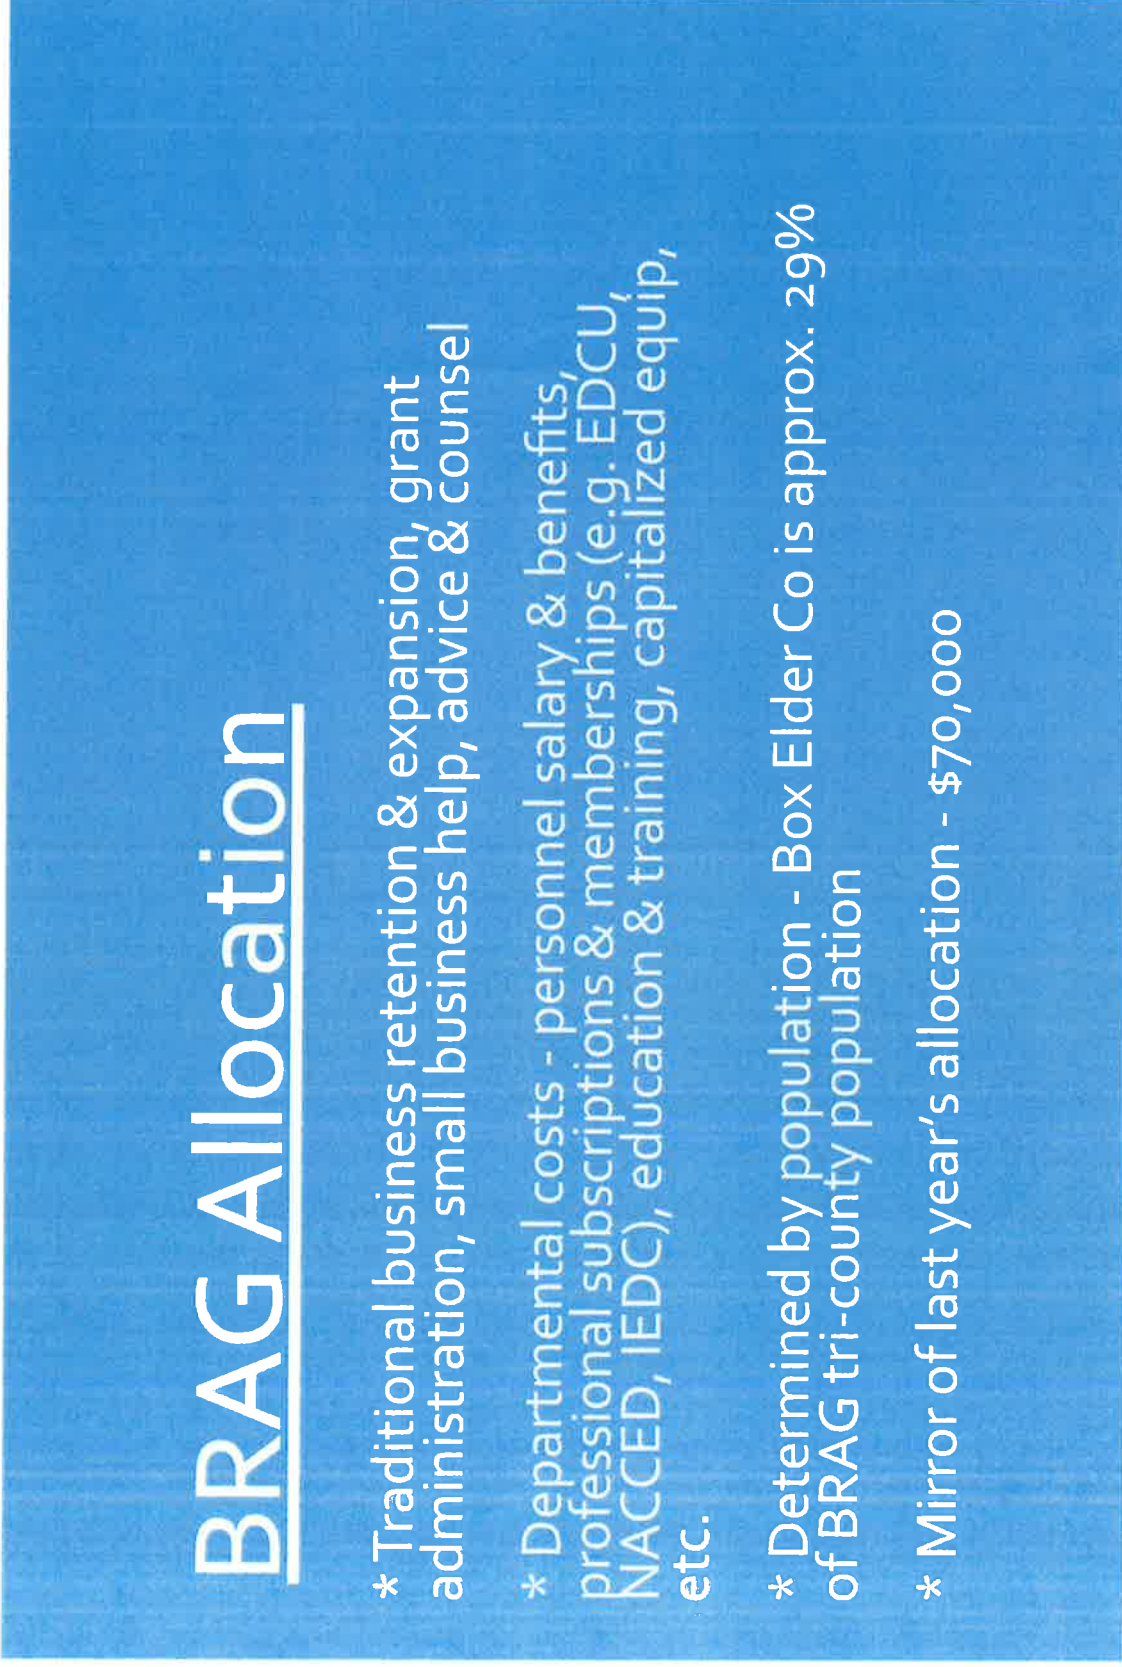 BRAG Allocation
* Traditional business retention & expansion, grant
administration, small business help, advice & counsel
* Departmental costs - personnel salary & benefits,
professional subscriptions & memberships (e.g. EDCU,
NACCED, IEDC), education & training, capitalized equip,
etc.
* Determined by population - Box Elder Co is approx. 29%
of BRAG tri-county population
* Mirror of last year's allocation - $70,000